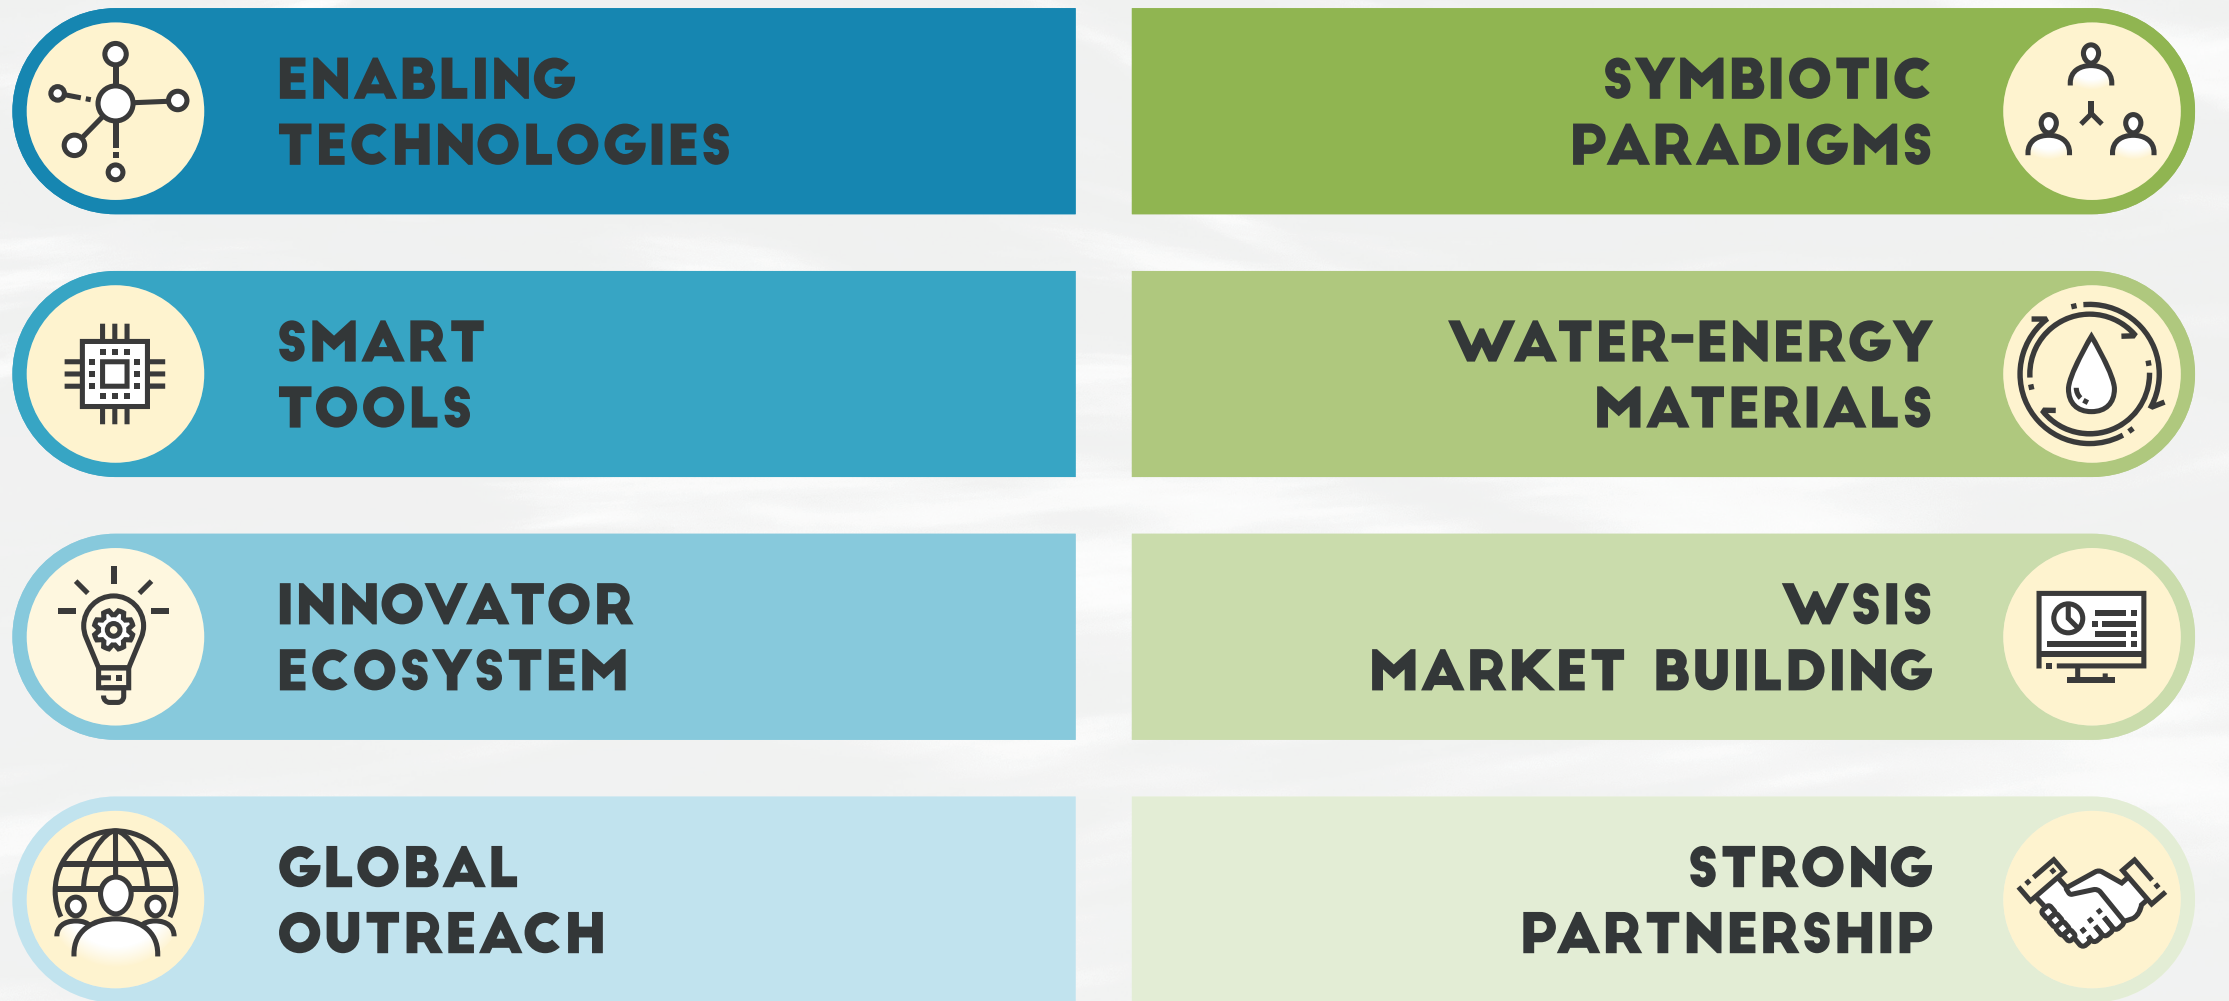 ENABLING
TECHNOLOGIES
SYMBIOTIC
PARADIGMS
SMART
TOOLS
WATER-ENERGY
MATERIALS
INNOVATOR
ECOSYSTEM
WSIS
MARKET BUILDING
GLOBAL
OUTREACH
STRONG
PARTNERSHIP